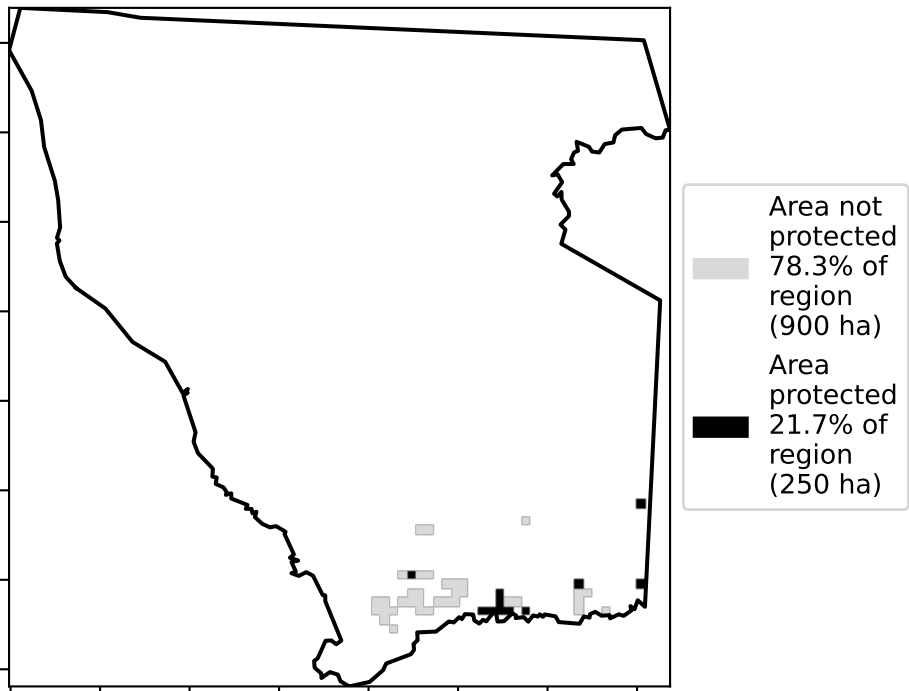 Area not
protected
78.3% of
region
(900 ha)
Area
protected
21.7% of
region
(250 ha)